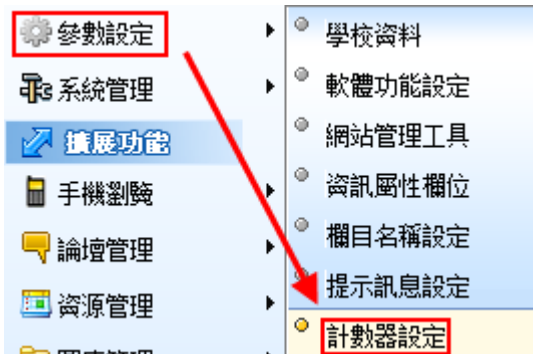 參數設定
系統管理
擴展功能
手機瀏覽
論壇管理
資源管理
學校資料
軟體功能設定
網站管理工具
資訊屬性欄位
欄目名稱設定
提示訊息設定
計數器設定